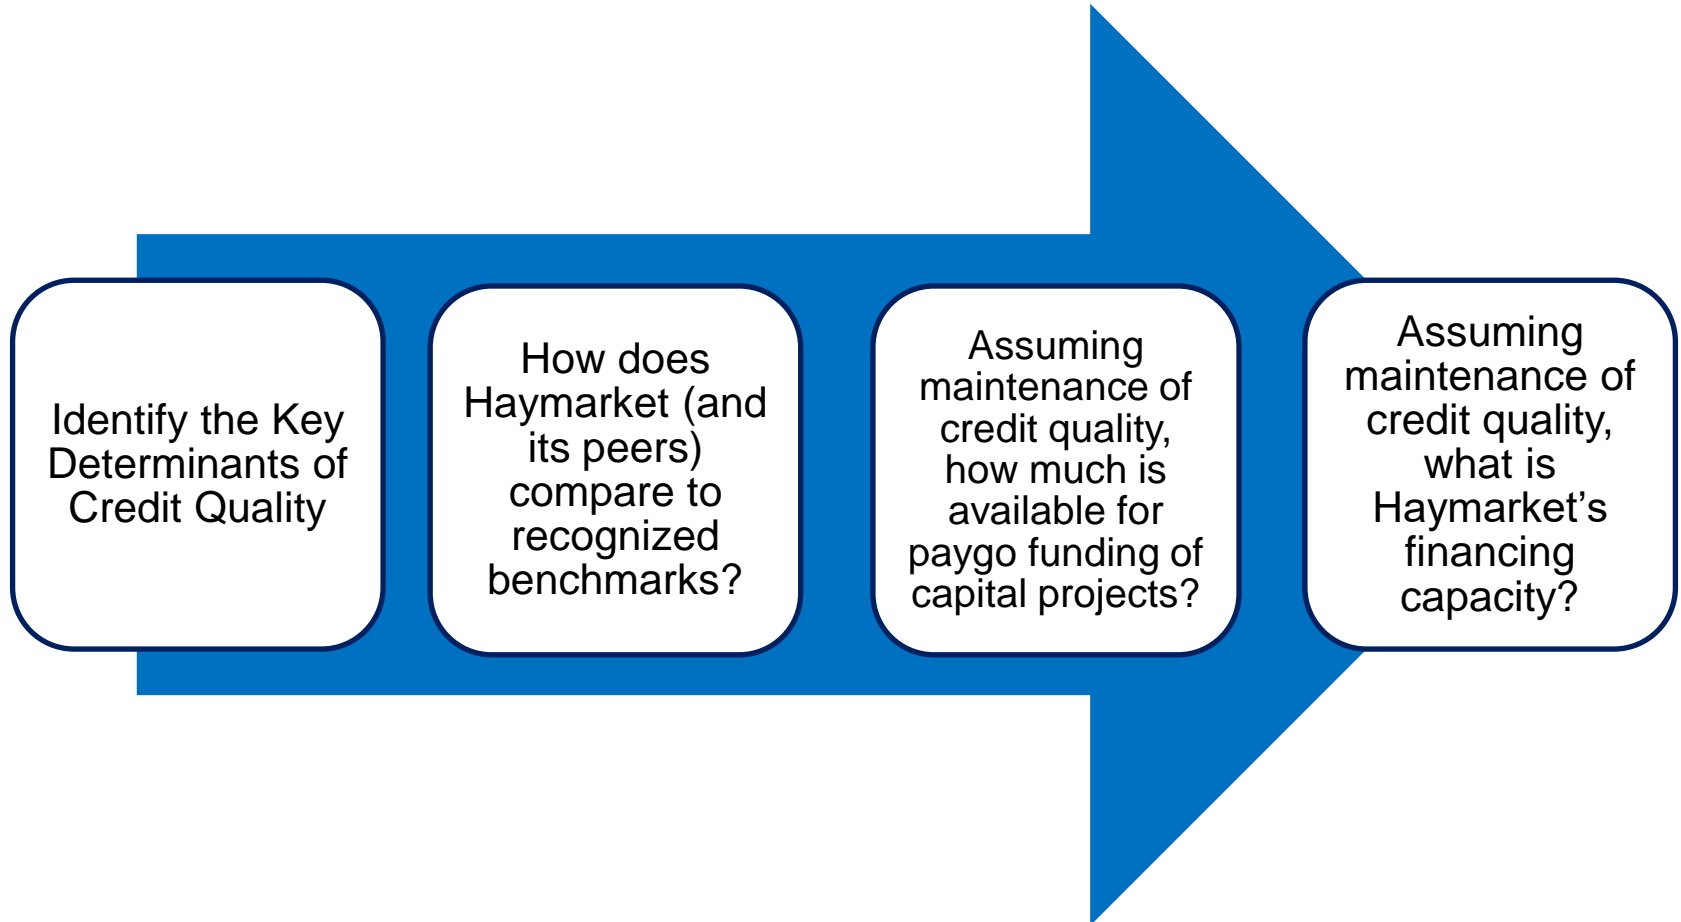 Identify the Key
Determinants of
Credit Quality
How does
Haymarket (and
its peers)
compare to
recognized
benchmarks?
Assuming
maintenance of
credit quality,
how much is
available for
paygo funding of
capital projects?
Assuming
maintenance of
credit quality,
what is
Haymarket’s
financing
capacity?